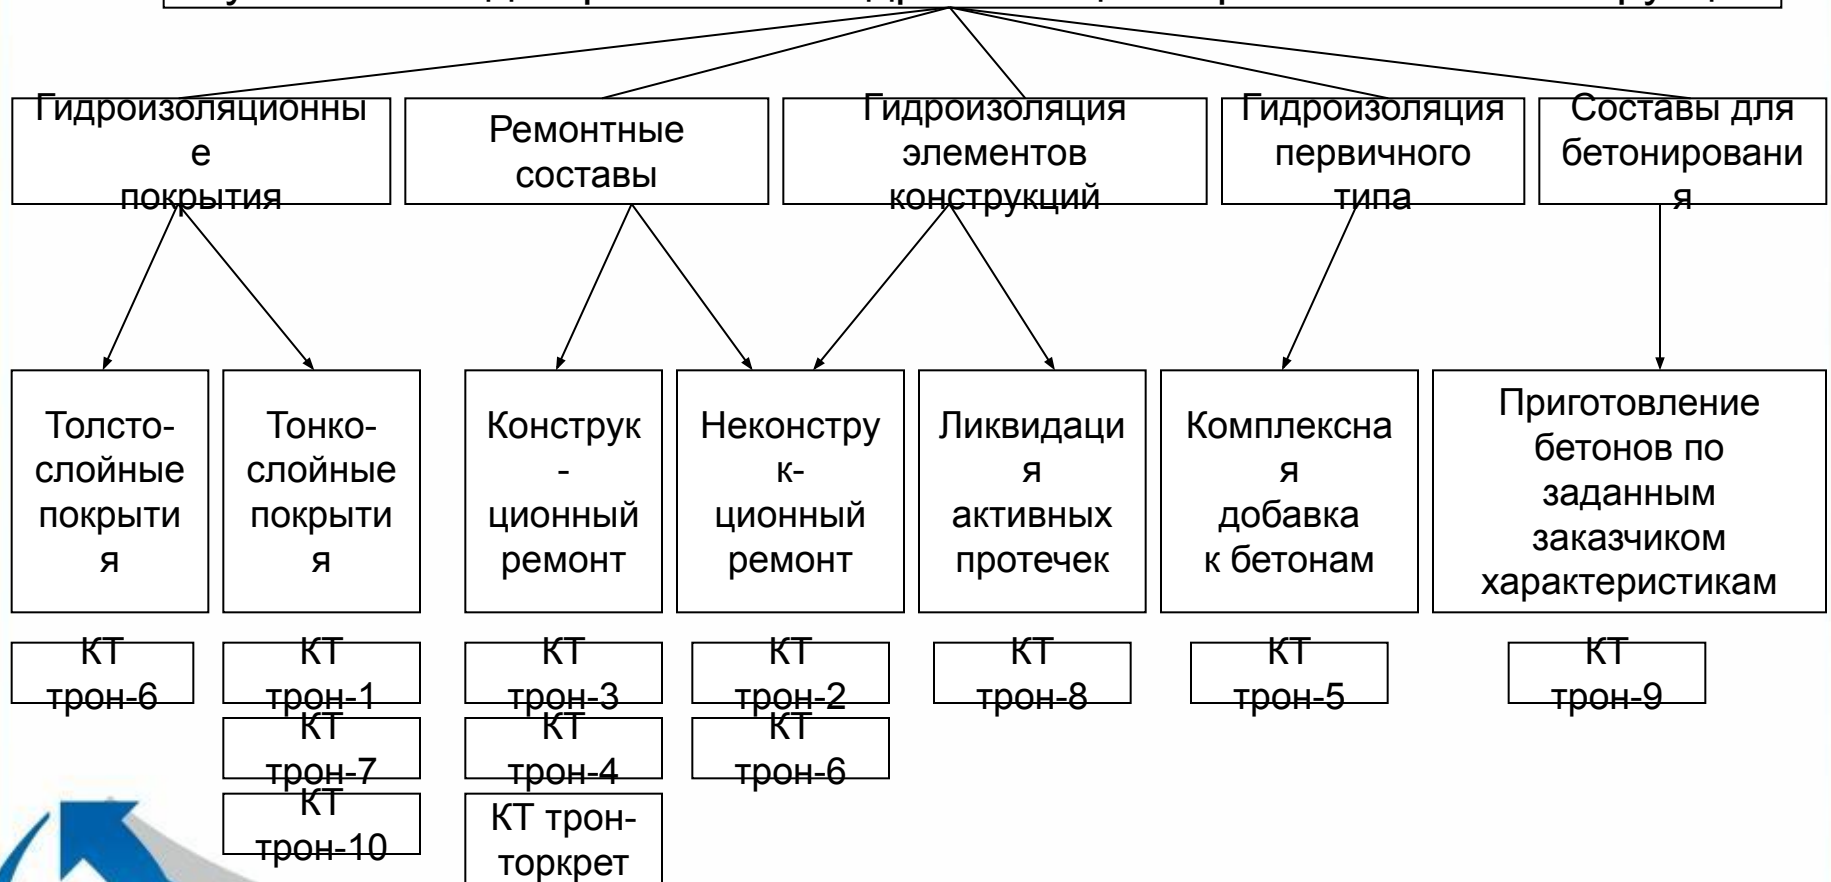 Гидроизоляционны
е
покрытия
Ремонтные
составы
Гидроизоляция
элементов
конструкций
Гидроизоляция
первичного
типа
Составы для
бетонировани
я
Толсто-
слойные
покрыти
я
Тонко-
слойные
покрыти
я
Конструк
-
ционный
ремонт
Неконстру
к-
ционный
ремонт
Ликвидаци
я
активных
протечек
Комплексна
я
добавка
к бетонам
Приготовление
бетонов по
заданным
заказчиком
характеристикам
КТ
трон-6
КТ
трон-1
КТ
трон-3
КТ
трон-2
КТ
трон-8
КТ
трон-5
КТ
трон-9
КТ
трон-7
КТ
трон-4
КТ
трон-6
КТ
трон-10
КТ трон-
торкрет